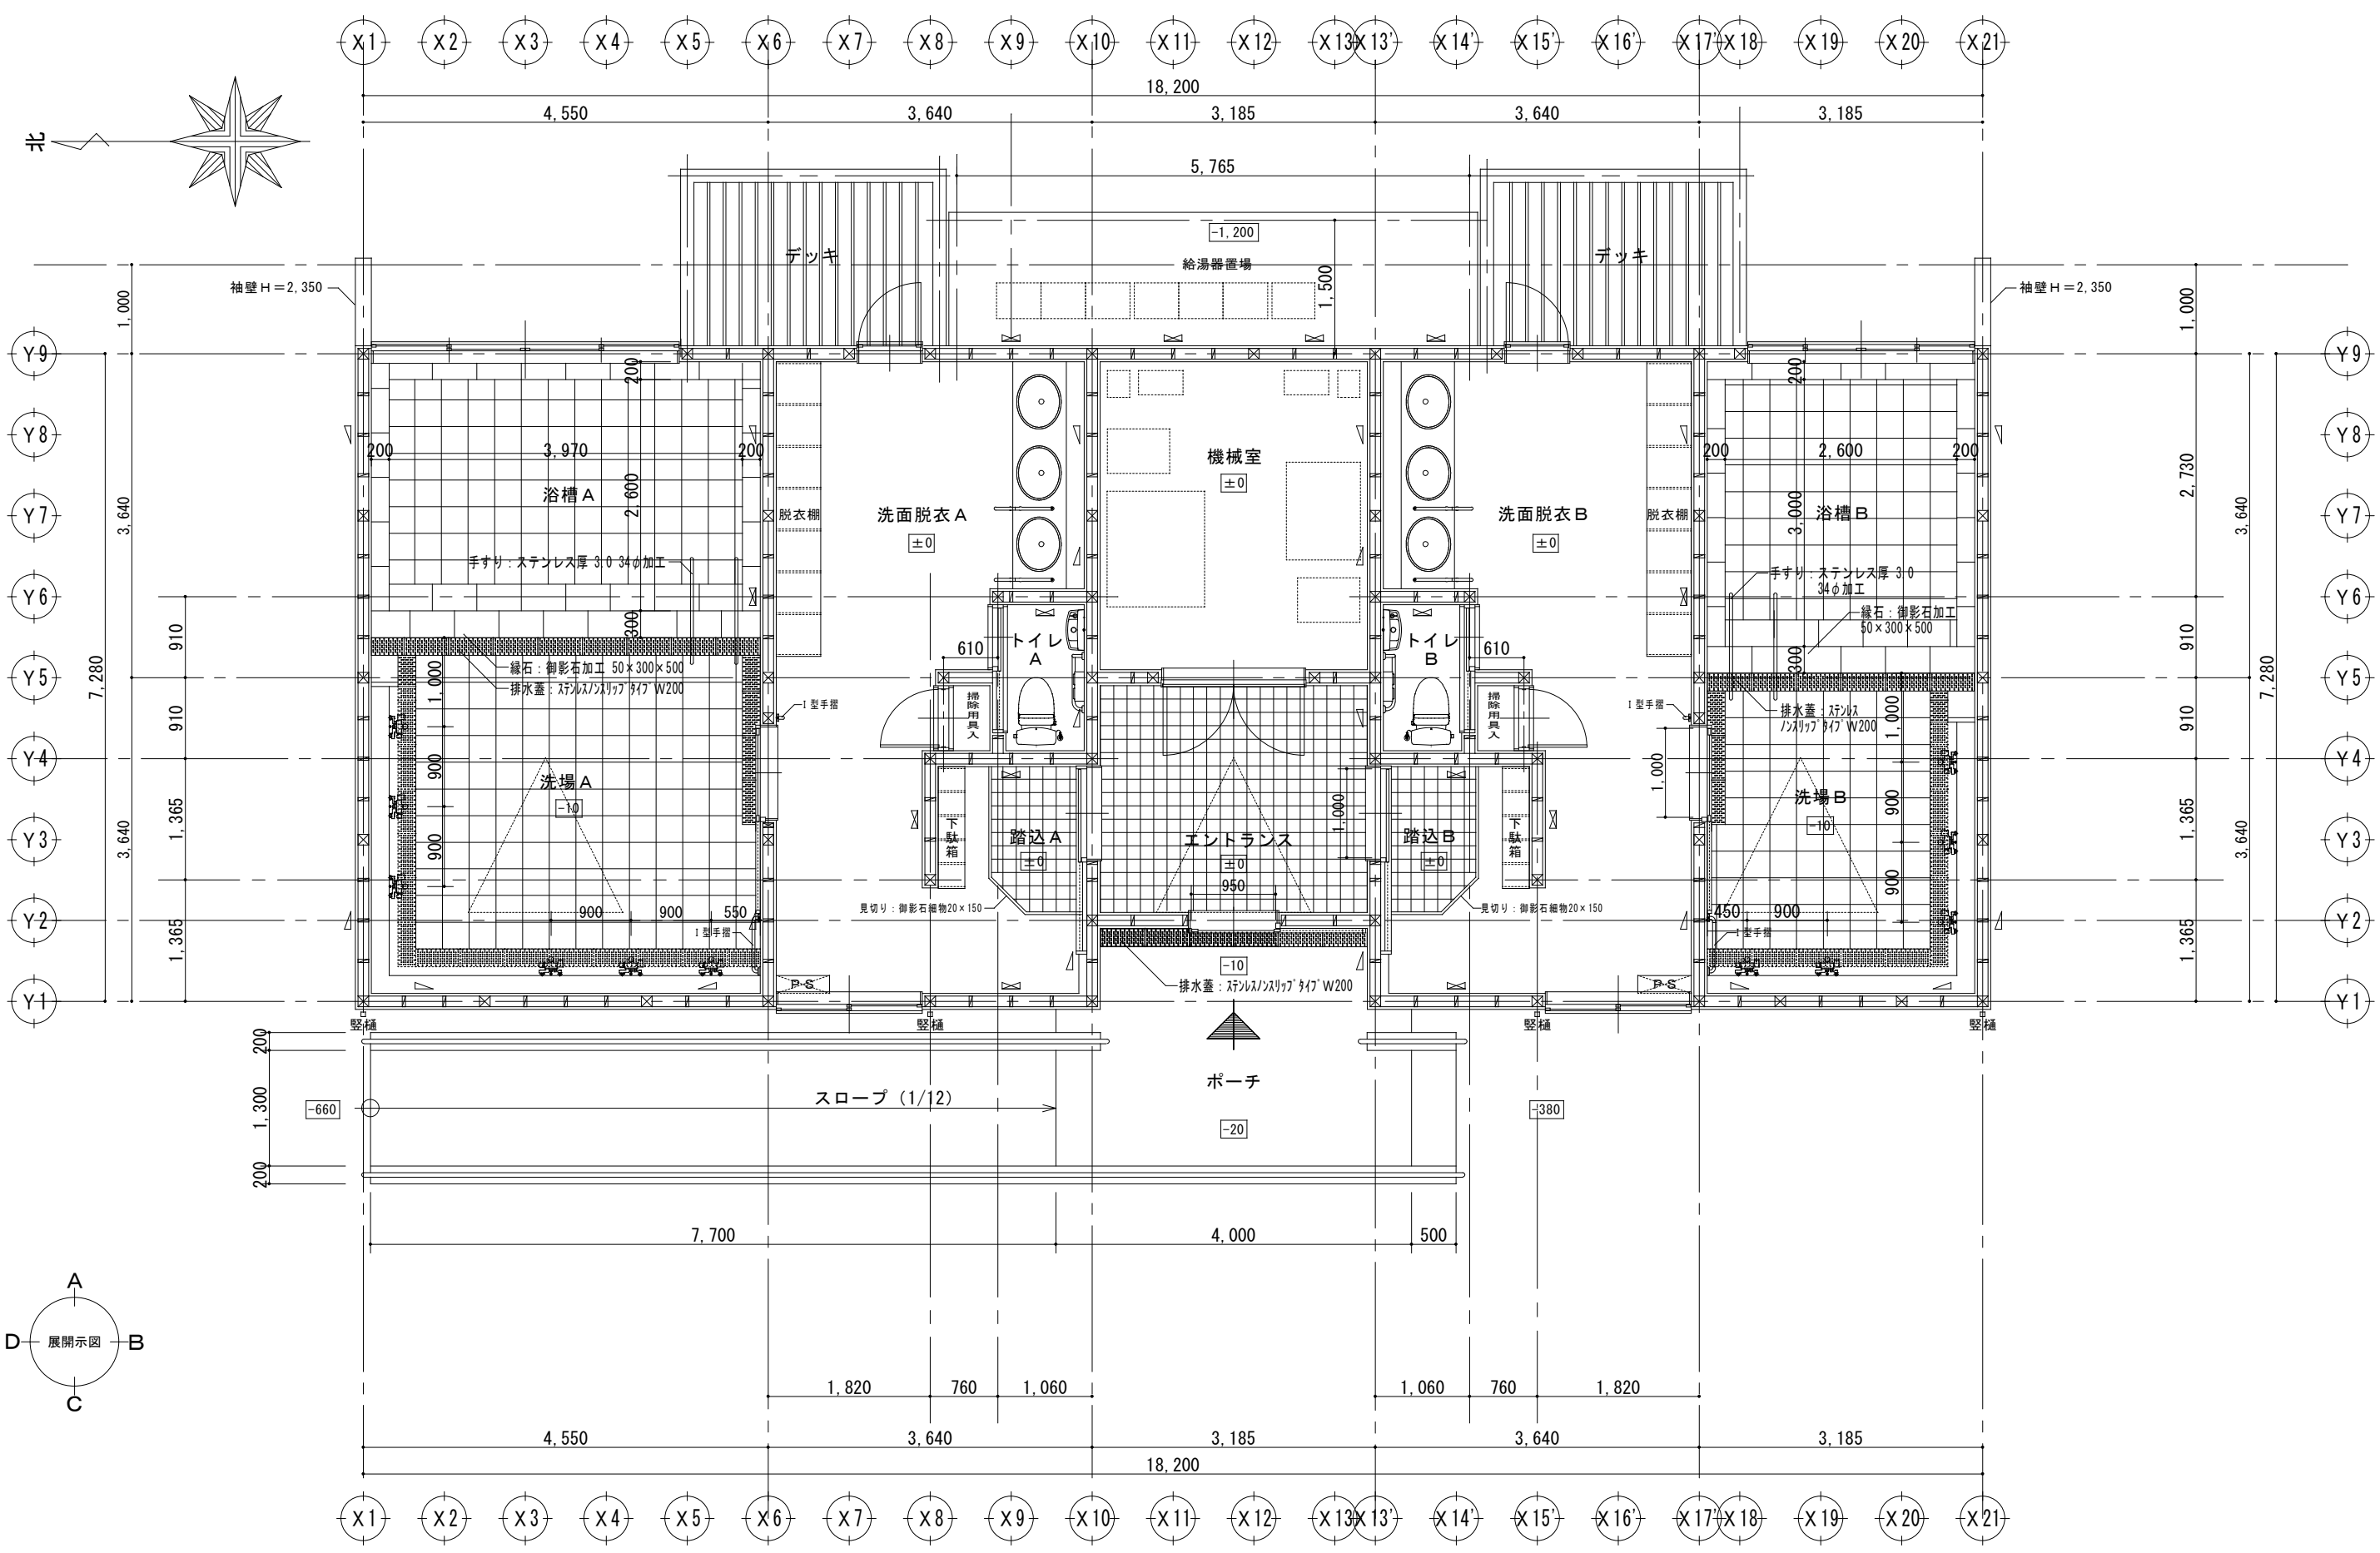 X1 X2 X3 X4 X5 X6 X7 X8 X9 X10 X11 X12 X13 X13' X14' X15' X16' X17' X18 X19 X20 X21
18,200
4,550 3,640 3,185 3,640 3,185
北
5,765
-1,200
デッキ
給湯器置場
デッキ
1,500
袖壁H=2,350
袖壁H=2,350
1,000
1,000
Y9
Y8
Y7
Y6
Y5
Y4
Y3
Y2
Y1
Y9
Y8
Y7
Y6
Y5
Y4
Y3
Y2
Y1
7,280
3,640
3,640
910
910
1,365
1,365
2,730
910
910
1,365
1,365
3,640
3,640
7,280
200
200 3,970 200
浴槽A
2,600
手すり:ステンレス厚 3.0 34φ加工
300
縁石:御影石加工 50×300×500
排水蓋:ステンレスノンスリップタイプW200
1,000
900
900
洗場A
-10
900 900 550
I型手摺
I型手摺
脱衣棚
洗面脱衣A
±0
610
トイレ
A
掃除用具入
下駄箱
踏込A
±0
見切り:御影石細物20×150
P・S
機械室
±0
エントランス
±0
950
1,000
-10
排水蓋:ステンレスノンスリップタイプW200
洗面脱衣B
±0
脱衣棚
トイレ
B
610
掃除用具入
踏込B
±0
下駄箱
見切り:御影石細物20×150
P・S
I型手摺
1,000
200
200 2,600 200
3,000
浴槽B
手すり:ステンレス厚 3.0
34φ加工
縁石:御影石加工
50×300×500
300
排水蓋:ステンレス
ノンスリップタイプW200
1,000
900
900
洗場B
-10
450 900
I型手摺
竪樋
竪樋
竪樋
竪樋
200
1,300
200
-660
スロープ (1/12)
ポーチ
-20
-380
7,700 4,000 500
A
D 展開示図 B
C
1,820 760 1,060 1,060 760 1,820
4,550 3,640 3,185 3,640 3,185
18,200
X1 X2 X3 X4 X5 X6 X7 X8 X9 X10 X11 X12 X13 X13' X14' X15' X16' X17' X18 X19 X20 X21